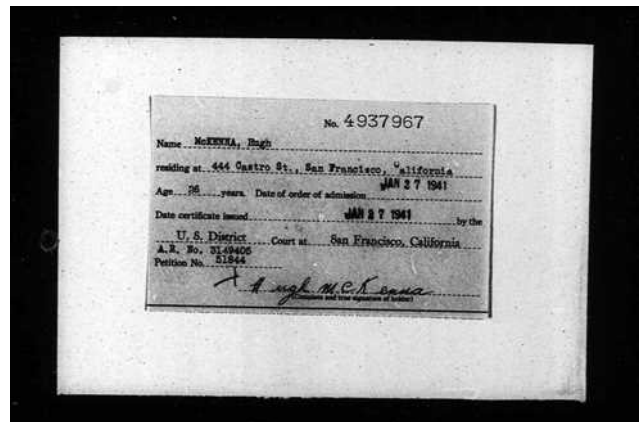 No. 4937967
Name McKENNA, Hugh
residing at 444 Castro St., San Francisco, California
Age 26 years. Date of order of admission JAN 27 1941
Date certificate issued JAN 27 1941 by the
U. S. District Court at San Francisco, California
A.R. No. 3149405
Petition No. 51844
X Hugh McKenna
(Complete and true signature of holder)